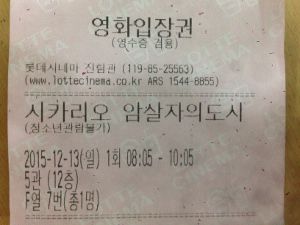 영화입장권
(영수증 겸용)
롯데시네마 진림관 (119-85-25563)
(www.lottecinema.co.kr ARS 1544-8855)
시카리오 암살자의도시
(청소년관람불가)
2015-12-13(일) 1회 08:05 - 10:05
5관 (12층)
F열 7번(총1명)